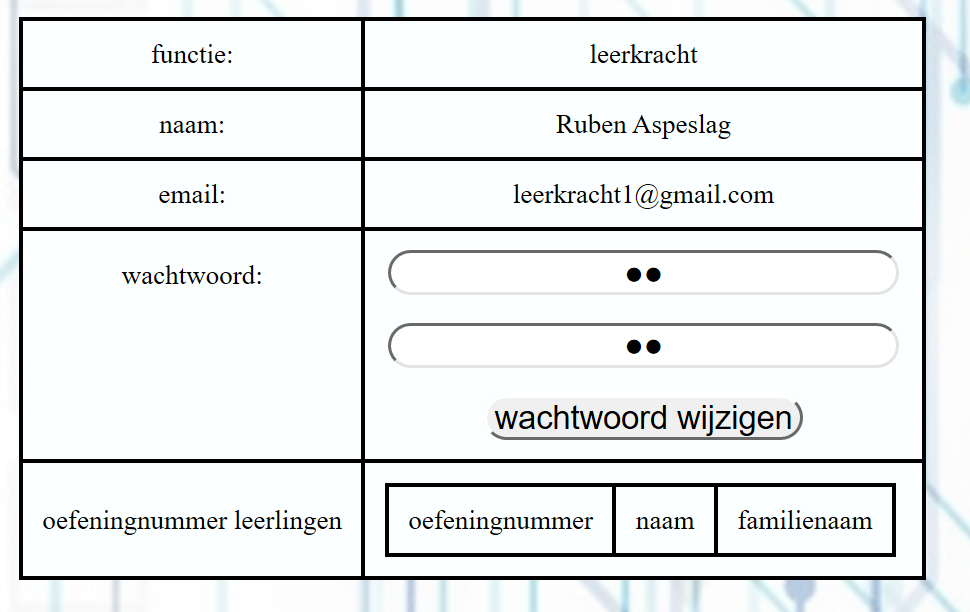 functie: leerkracht
naam: Ruben Aspeslag
email: leerkracht1@gmail.com
wachtwoord: ●●
●●
wachtwoord wijzigen
oefeningnummer leerlingen oefeningnummer naam familienaam